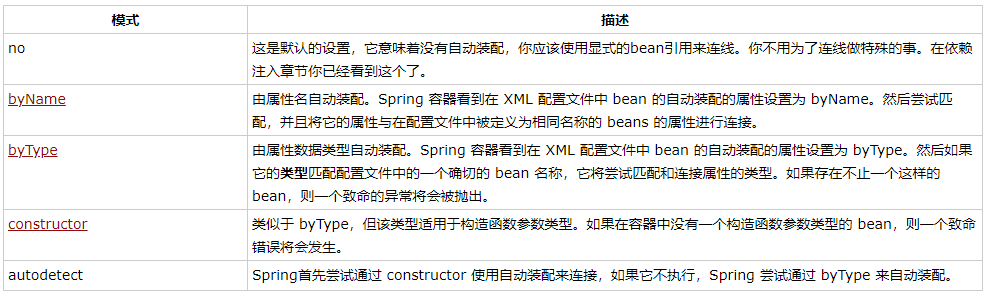 模式 描述
no 这是默认的设置，它意味着没有自动装配，你应该使用显式的bean引用来连线。你不用为了连线做特殊的事。在依赖
注入章节你已经看到这个了。
byName 由属性名自动装配。Spring 容器看到在 XML 配置文件中 bean 的自动装配的属性设置为 byName。然后尝试匹
配，并且将它的属性与在配置文件中被定义为相同名称的 beans 的属性进行连接。
byType 由属性数据类型自动装配。Spring 容器看到在 XML 配置文件中 bean 的自动装配的属性设置为 byType。然后如果
它的类型匹配配置文件中的一个确切的 bean 名称，它将尝试匹配和连接属性的类型。如果存在不止一个这样的
bean，则一个致命的异常将会被抛出。
constructor 类似于 byType，但该类型适用于构造函数参数类型。如果在容器中没有一个构造函数参数类型的 bean，则一个致命
错误将会发生。
autodetect Spring首先尝试通过 constructor 使用自动装配来连接，如果它不执行，Spring 尝试通过 byType 来自动装配。